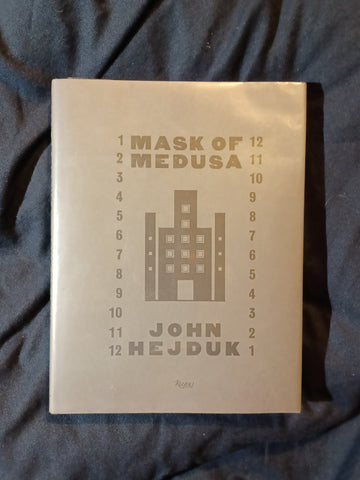 1 MASK OF 12
2 MEDUSA 11
3 10
4 9
5 8
6 7
7 6
8 5
9 4
10 3
11 JOHN 2
12 HEJDUK 1
Rizzoli